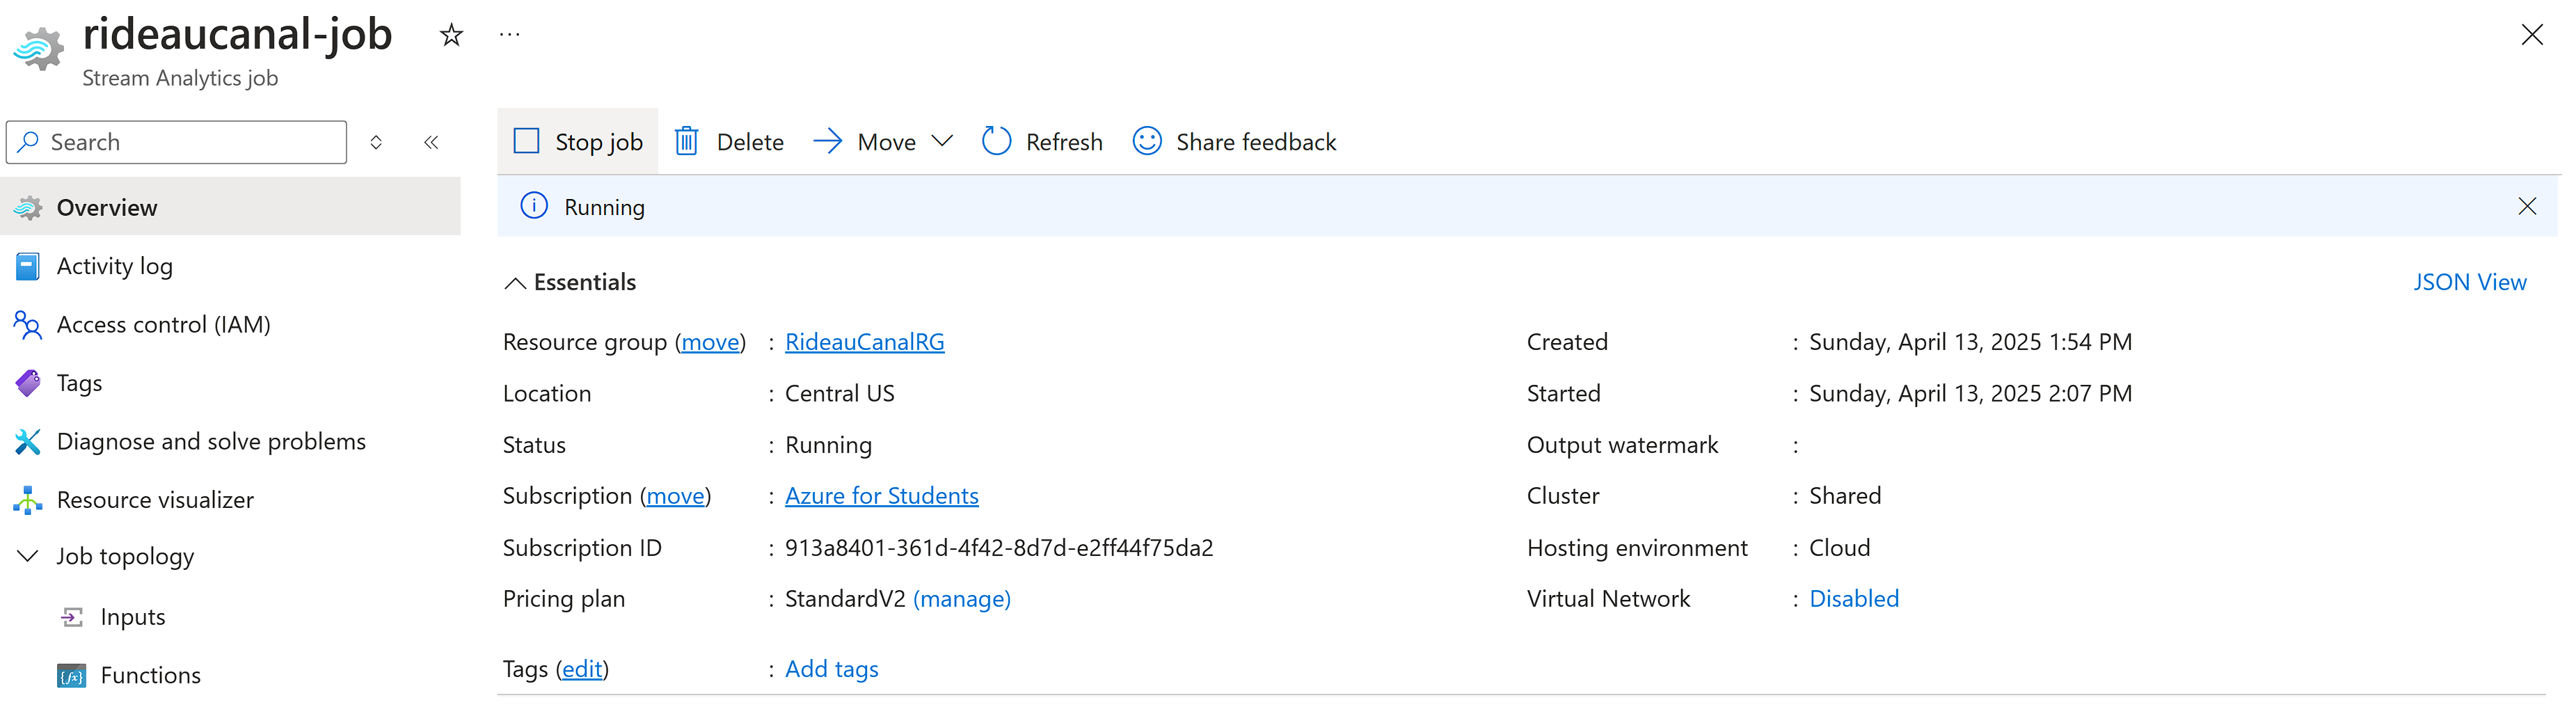 rideaucanal-job
Stream Analytics job
Search
Stop job Delete Move Refresh Share feedback
Running
Overview
Activity log
Access control (IAM)
Tags
Diagnose and solve problems
Resource visualizer
Job topology
Inputs
Functions
Essentials JSON View
Resource group (move) : RideauCanalRG
Location : Central US
Status : Running
Subscription (move) : Azure for Students
Subscription ID : 913a8401-361d-4f42-8d7d-e2ff44f75da2
Pricing plan : StandardV2 (manage)
Created : Sunday, April 13, 2025 1:54 PM
Started : Sunday, April 13, 2025 2:07 PM
Output watermark :
Cluster : Shared
Hosting environment : Cloud
Virtual Network : Disabled
Tags (edit) : Add tags